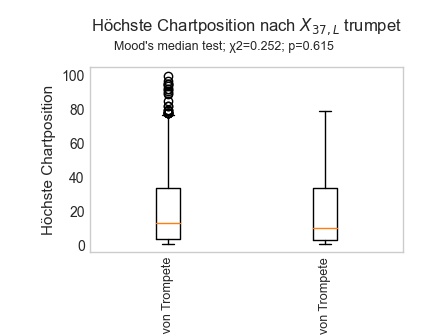 Höchste Chartposition nach X37,L trumpet
Mood's median test; χ2=0.252; p=0.615
Höchste Chartposition
100
80
60
40
20
0
von Trompete
von Trompete